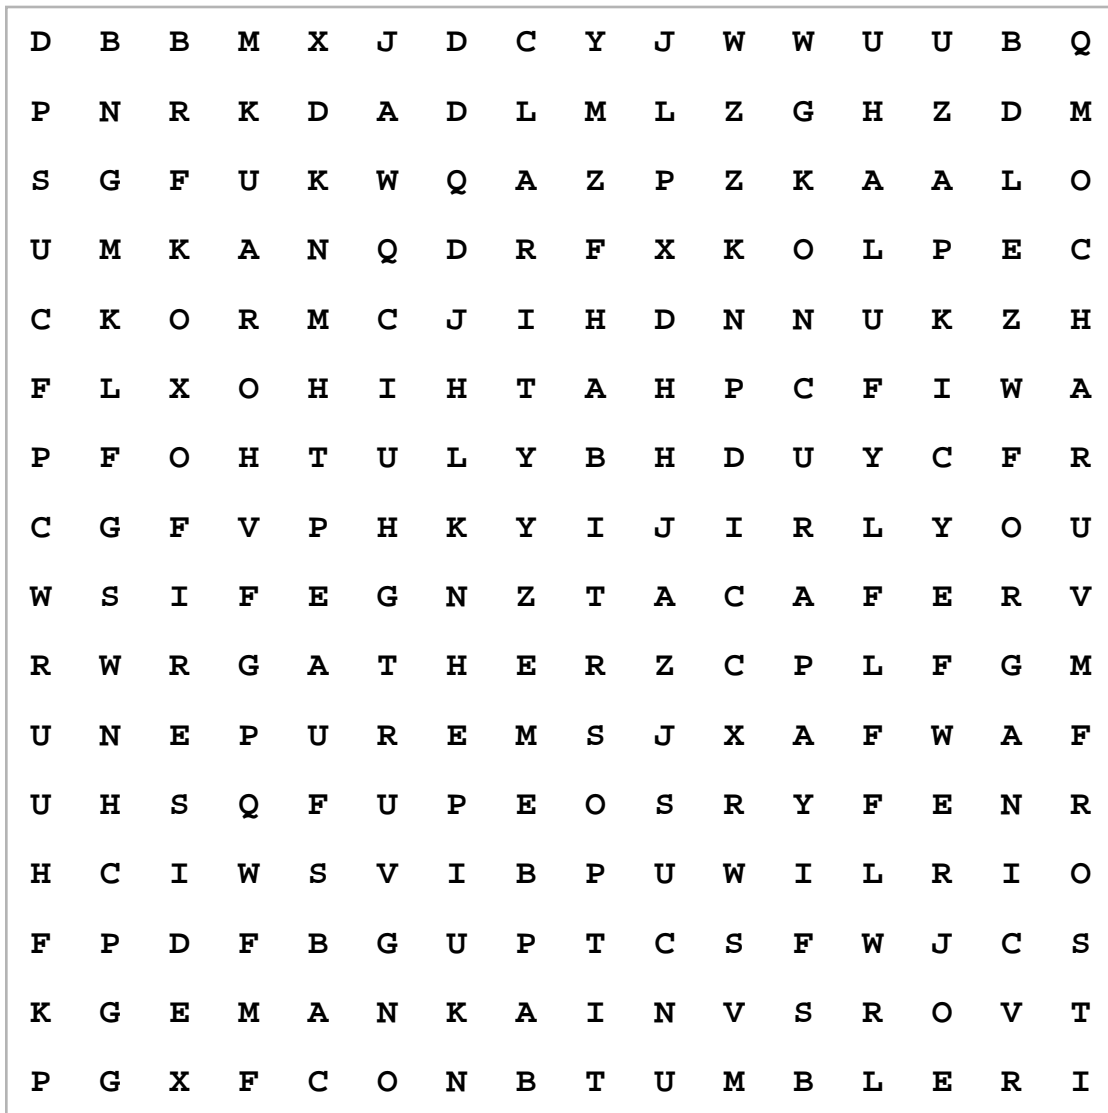 D B B M X J D C Y J W W U U B Q
P N R K D A D L M L Z G H Z D M
S G F U K W Q A Z P Z K A A L O
U M K A N Q D R F X K O L P E C
C K O R M C J I H D N N U K Z H
F L X O H I H T A H P C F I W A
P F O H T U L Y B H D U Y C F R
C G F V P H K Y I J I R L Y O U
W S I F E G N Z T A C A F E R V
R W R G A T H E R Z C P L F G M
U N E P U R E M S J X A F W A F
U H S Q F U P E O S R Y F E N R
H C I W S V I B P U W I L R I O
F P D F B G U P T C S F W J C S
K G E M A N K A I N V S R O V T
P G X F C O N B T U M B L E R I